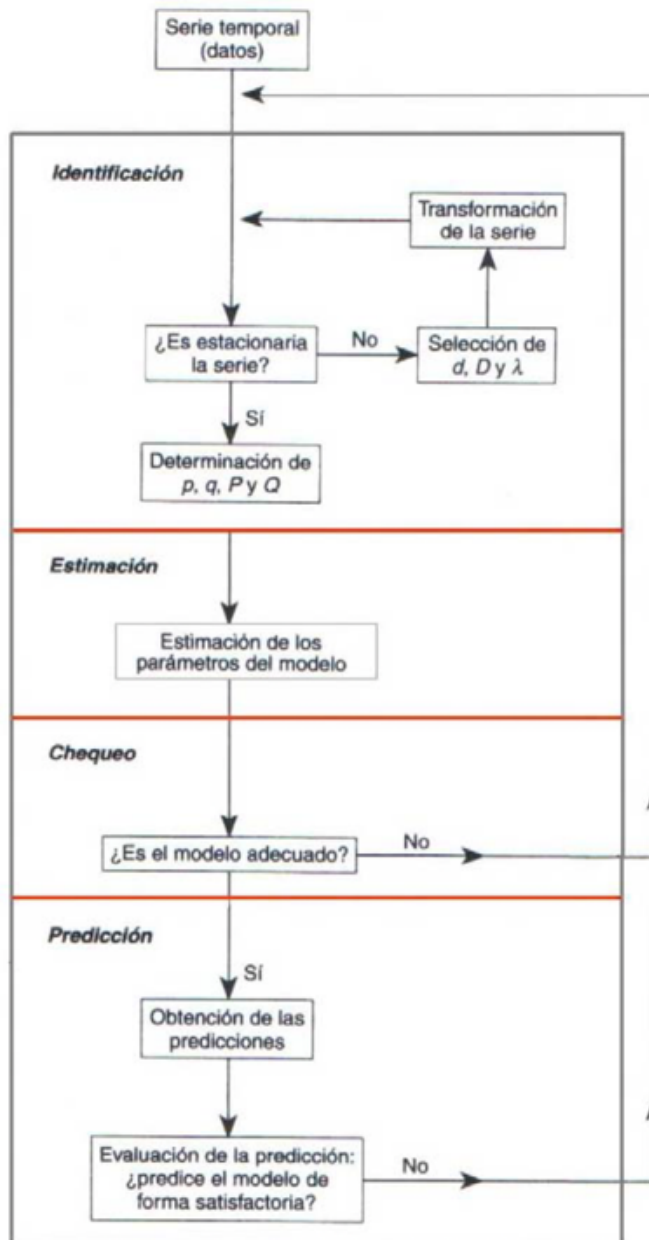 Serie temporal
(datos)
Identificación
Transformación
de la serie
¿Es estacionaria
la serie?
No
Selección de
d, D y λ
Sí
Determinación de
p, q, P y Q
Estimación
Estimación de los
parámetros del modelo
Chequeo
¿Es el modelo adecuado?
No
Predicción
Sí
Obtención de las
predicciones
Evaluación de la predicción:
¿predice el modelo de
forma satisfactoria?
No